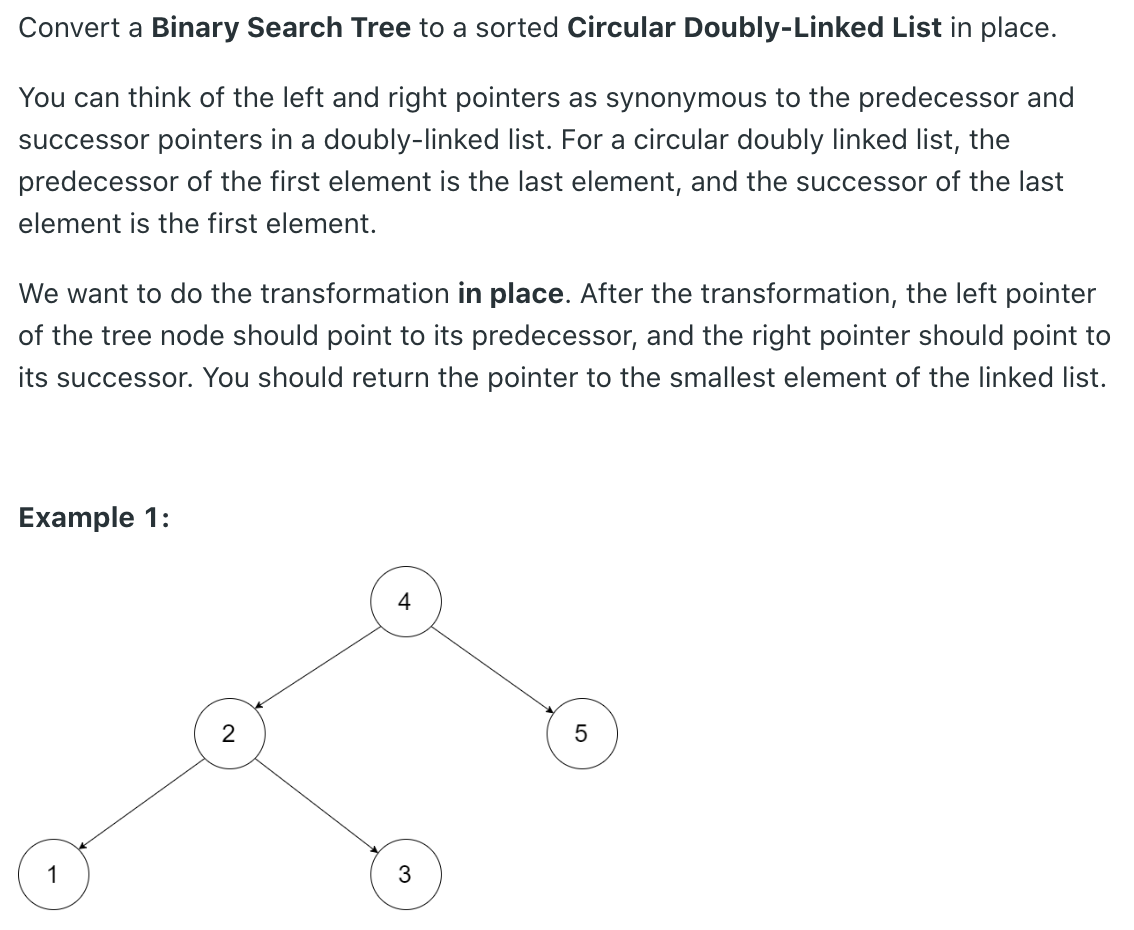 Convert a Binary Search Tree to a sorted Circular Doubly-Linked List in place.
You can think of the left and right pointers as synonymous to the predecessor and
successor pointers in a doubly-linked list. For a circular doubly linked list, the
predecessor of the first element is the last element, and the successor of the last
element is the first element.
We want to do the transformation in place. After the transformation, the left pointer
of the tree node should point to its predecessor, and the right pointer should point to
its successor. You should return the pointer to the smallest element of the linked list.
Example 1:
4
2 5
1 3